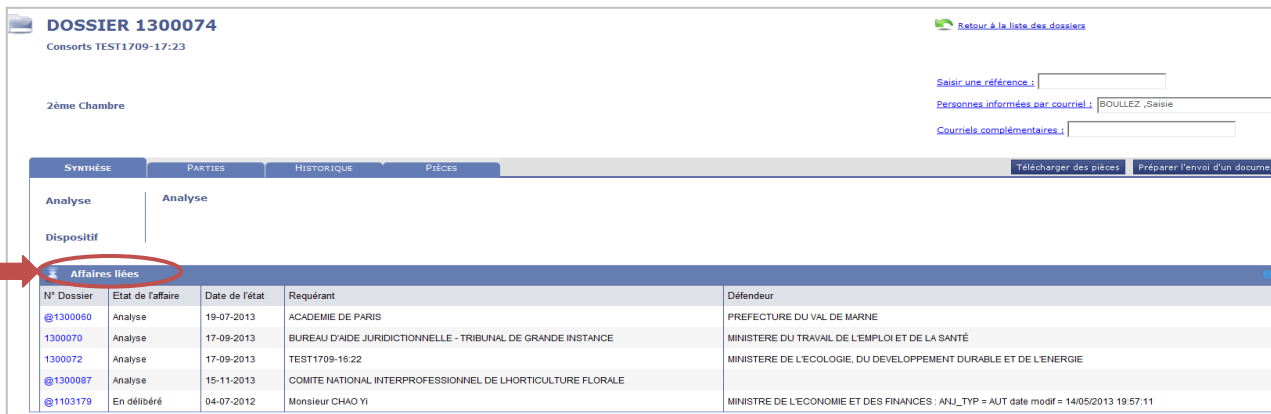 DOSSIER 1300074
Retour à la liste des dossiers
Consorts TEST1709-17:23
Saisir une référence :
2ème Chambre
Personnes informées par courriel : BOULLEZ ,Saisie
Courriels complémentaires :
SYNTHÈSE PARTIES HISTORIQUE PIÈCES Télécharger des pièces Préparer l'envoi d'un docume
Analyse Analyse
Dispositif
Affaires liées
N° Dossier Etat de l'affaire Date de l'état Requérant Défendeur
@1300060 Analyse 19-07-2013 ACADEMIE DE PARIS PREFECTURE DU VAL DE MARNE
1300070 Analyse 17-09-2013 BUREAU D'AIDE JURIDICTIONNELLE - TRIBUNAL DE GRANDE INSTANCE MINISTERE DU TRAVAIL DE L'EMPLOI ET DE LA SANTÉ
1300072 Analyse 17-09-2013 TEST1709-16:22 MINISTERE DE L'ECOLOGIE, DU DEVELOPPEMENT DURABLE ET DE L'ENERGIE
@1300087 Analyse 15-11-2013 COMITE NATIONAL INTERPROFESSIONNEL DE LHORTICULTURE FLORALE
@1103179 En délibéré 04-07-2012 Monsieur CHAO Yi MINISTRE DE L'ECONOMIE ET DES FINANCES : ANJ_TYP = AUT date modif = 14/05/2013 19:57:11